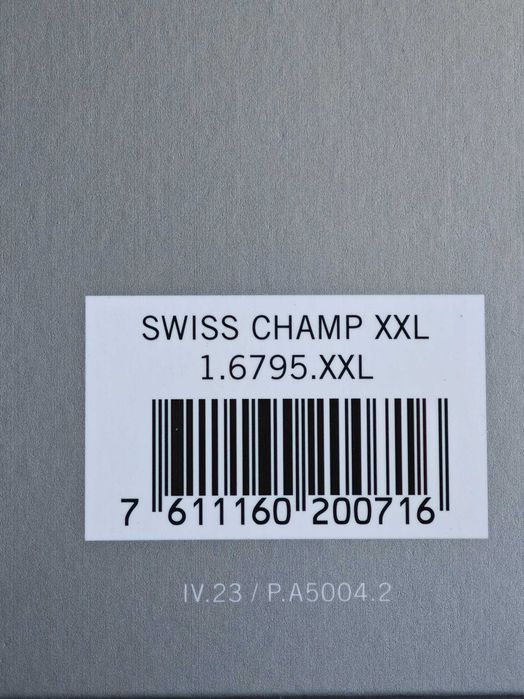 SWISS CHAMP XXL
1.6795.XXL
7 611160 200716
IV.23 / P.A5004.2